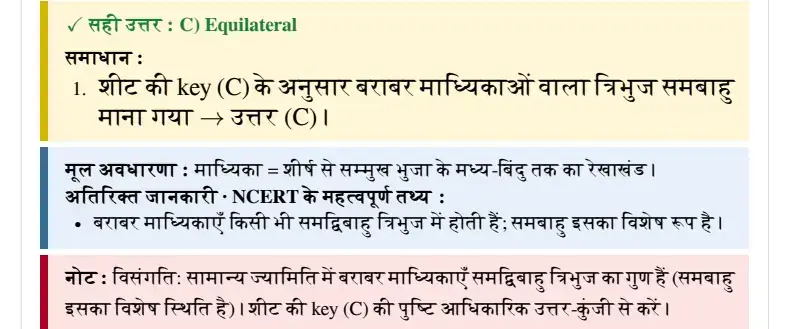 ✓ सही उत्तर : C) Equilateral
समाधान :
1. शीट की key (C) के अनुसार बराबर माध्यिकाओं वाला त्रिभुज समबाहु
माना गया → उत्तर (C)।
मूल अवधारणा : माध्यिका = शीर्ष से सम्मुख भुजा के मध्य-बिंदु तक का रेखाखंड।
अतिरिक्त जानकारी · NCERT के महत्वपूर्ण तथ्य :
• बराबर माध्यिकाएँ किसी भी समद्विबाहु त्रिभुज में होती हैं; समबाहु इसका विशेष रूप है।
नोट : विसंगति: सामान्य ज्यामिति में बराबर माध्यिकाएँ समद्विबाहु त्रिभुज का गुण हैं (समबाहु
इसका विशेष स्थिति है)। शीट की key (C) की पुष्टि आधिकारिक उत्तर-कुंजी से करें।